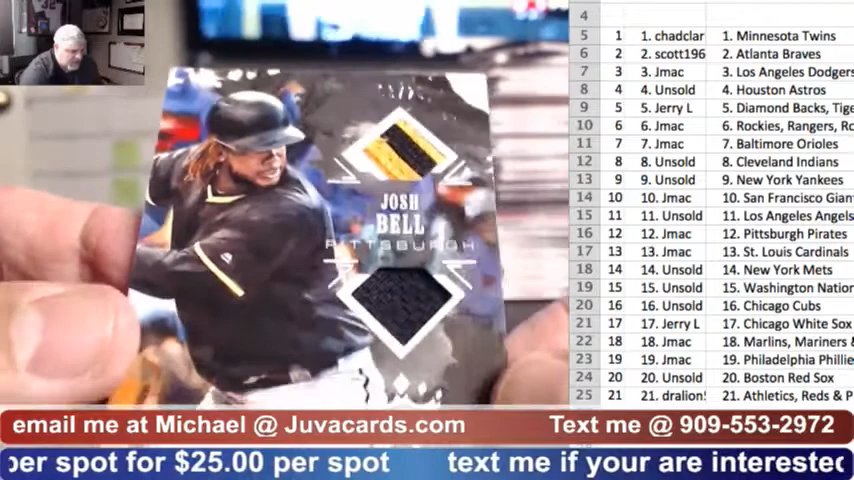 JOSH
BELL
PITTSBURGH
4
5 1 1. chadclar 1. Minnesota Twins
6 2 2. scott196 2. Atlanta Braves
7 3 3. Jmac 3. Los Angeles Dodgers
8 4 4. Unsold 4. Houston Astros
9 5 5. Jerry L 5. Diamond Backs, Tige
10 6 6. Jmac 6. Rockies, Rangers, Ro
11 7 7. Jmac 7. Baltimore Orioles
12 8 8. Unsold 8. Cleveland Indians
13 9 9. Unsold 9. New York Yankees
14 10 10. Jmac 10. San Francisco Gian
15 11 11. Unsold 11. Los Angeles Angels
16 12 12. Jmac 12. Pittsburgh Pirates
17 13 13. Jmac 13. St. Louis Cardinals
18 14 14. Unsold 14. New York Mets
19 15 15. Unsold 15. Washington Nation
20 16 16. Unsold 16. Chicago Cubs
21 17 17. Jerry L 17. Chicago White Sox
22 18 18. Jmac 18. Marlins, Mariners &
23 19 19. Jmac 19. Philadelphia Phillie
24 20 20. Unsold 20. Boston Red Sox
25 21 21. dralion! 21. Athletics, Reds & P
email me at Michael @ Juvacards.com Text me @ 909-553-2972
per spot for $25.00 per spot text me if your are interested